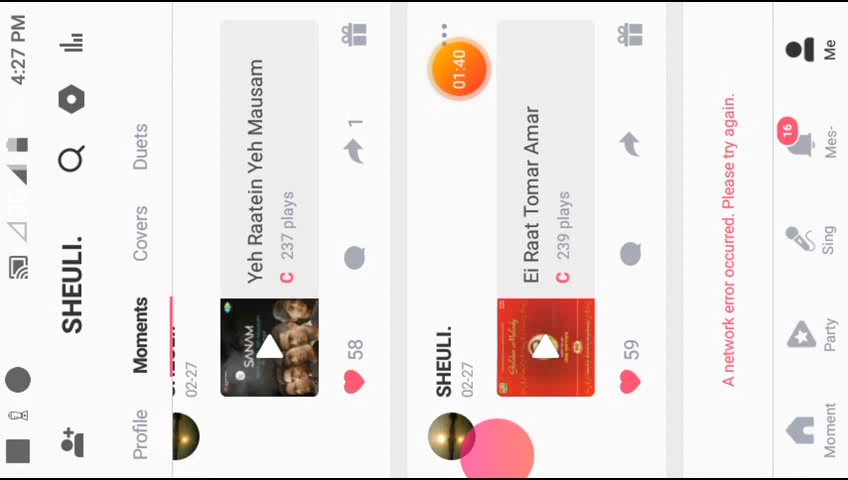 4:27 PM
SHEULI.
Profile
Moments
Covers
Duets
02-27
SANAM
Yeh Raatein Yeh Mausam
C 237 plays
58
1
SHEULI.
02-27
01:40
Ei Raat Tomar Amar
C 239 plays
59
A network error occurred. Please try again.
Moment
Party
Sing
16
Mes-
Me